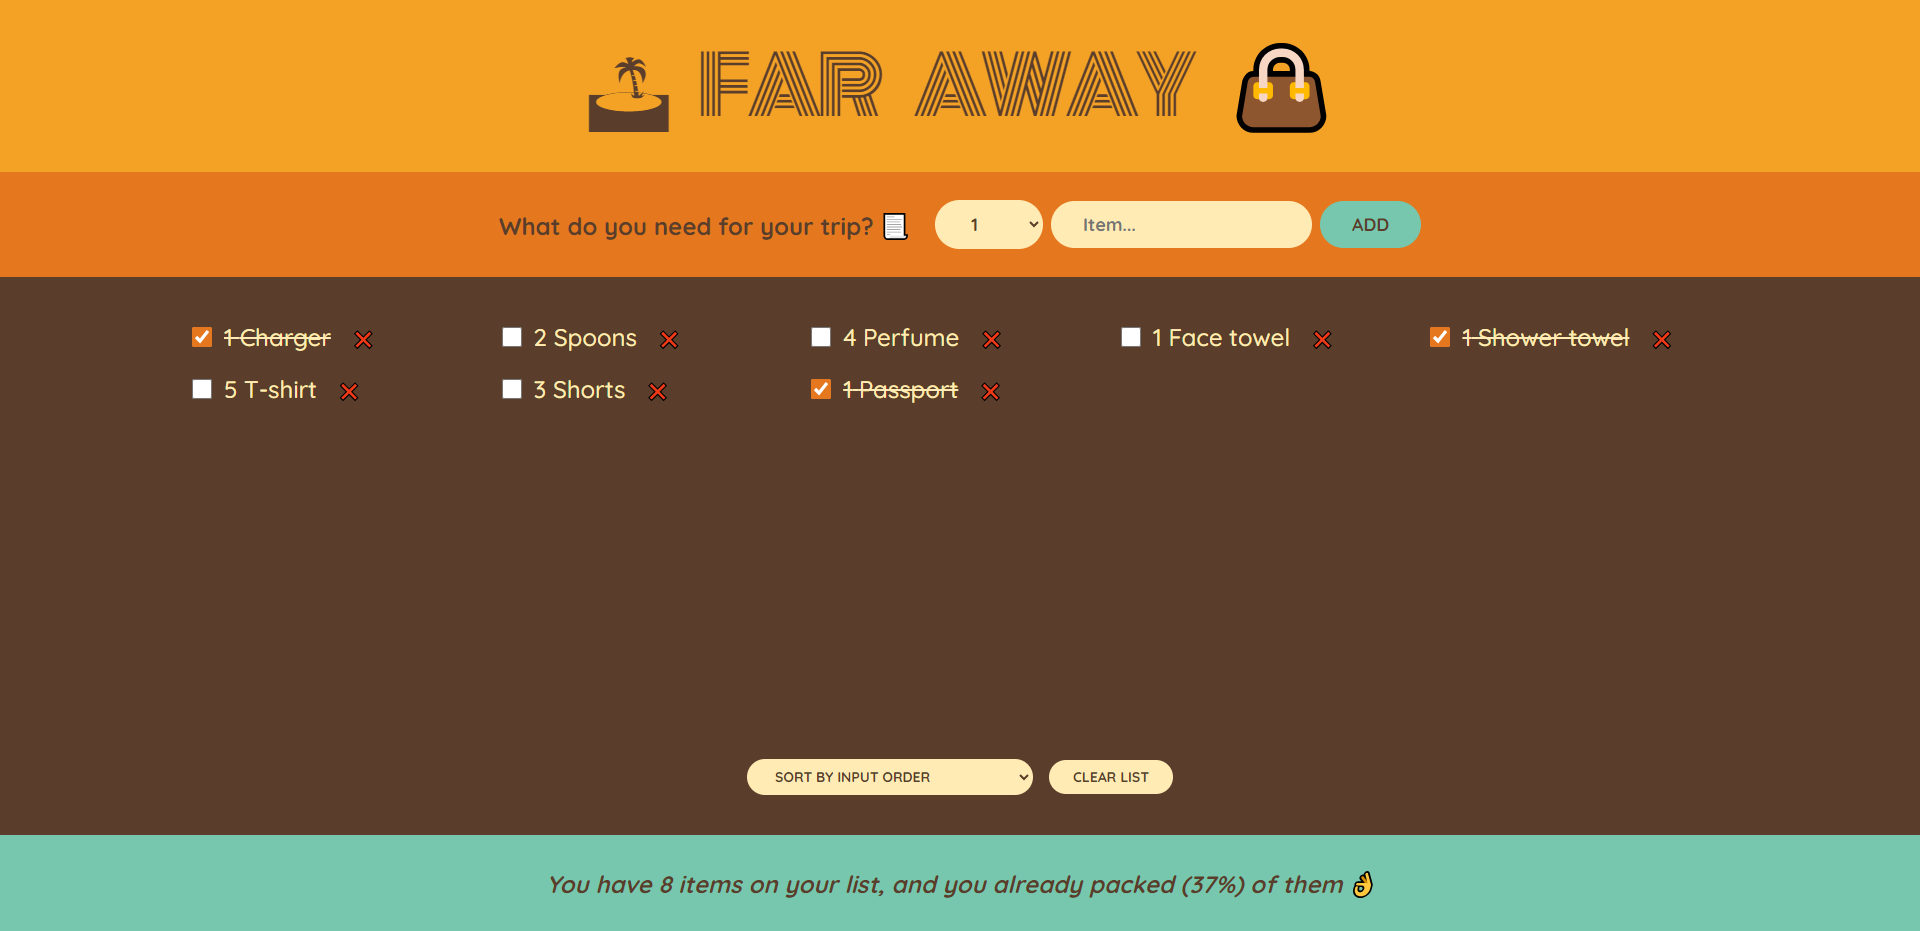 FAR AWAY
What do you need for your trip? 1 Item... ADD
1 Charger 2 Spoons 4 Perfume 1 Face towel 1 Shower towel
5 T-shirt 3 Shorts 1 Passport
SORT BY INPUT ORDER CLEAR LIST
You have 8 items on your list, and you already packed (37%) of them